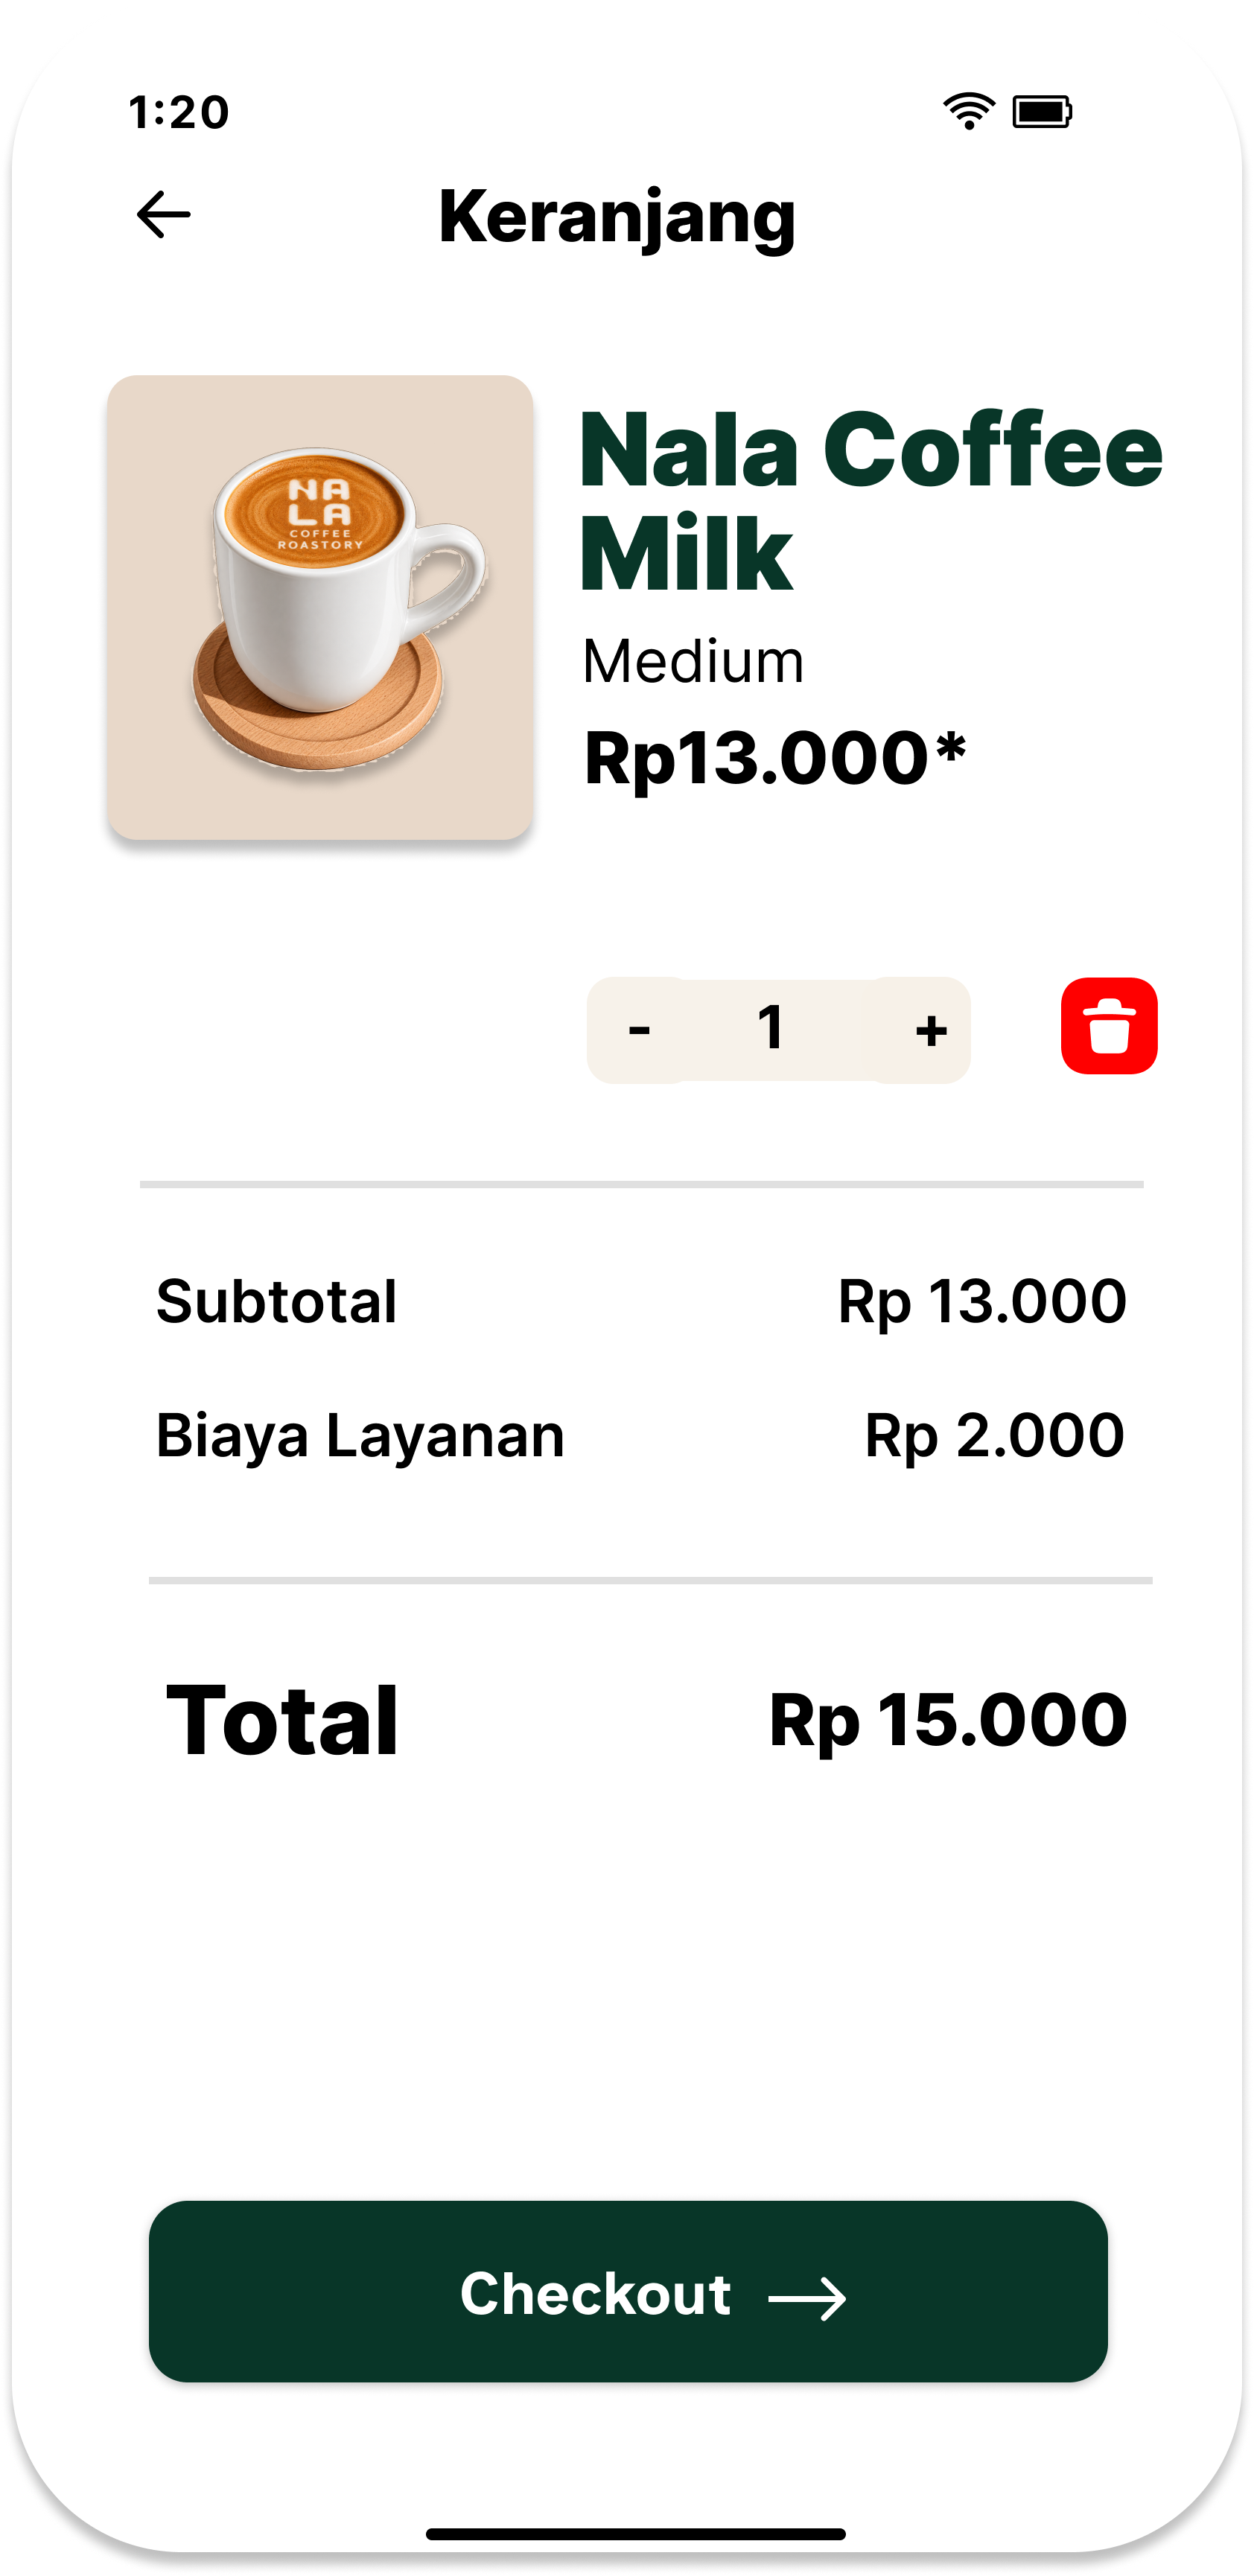 1:20
Keranjang
NA
LA
COFFEE
ROASTORY
Nala Coffee
Milk
Medium
Rp13.000*
- 1 +
Subtotal Rp 13.000
Biaya Layanan Rp 2.000
Total Rp 15.000
Checkout →